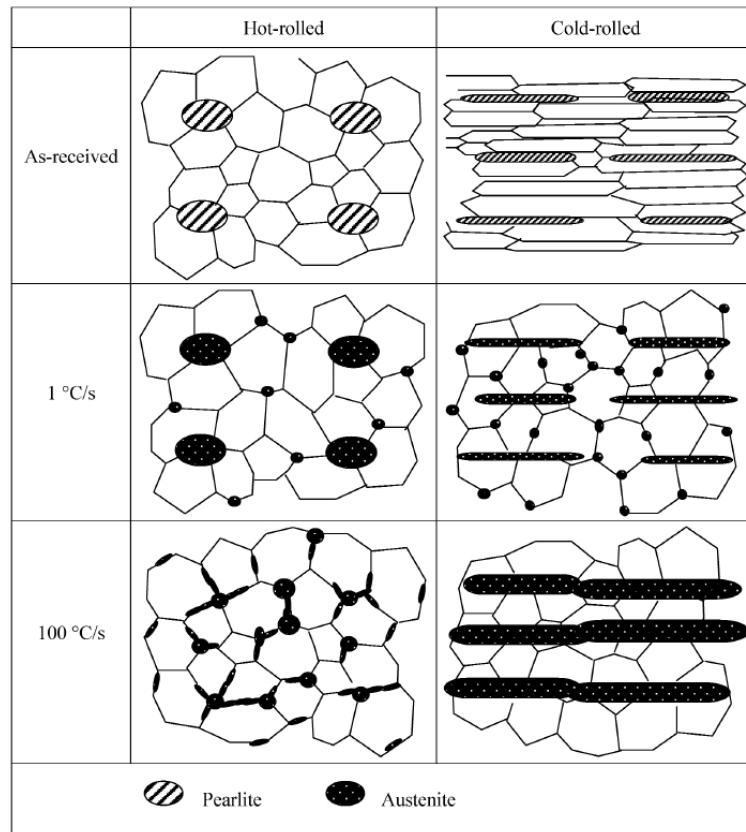 Hot-rolled
Cold-rolled
As-received
1 °C/s
100 °C/s
Pearlite
Austenite